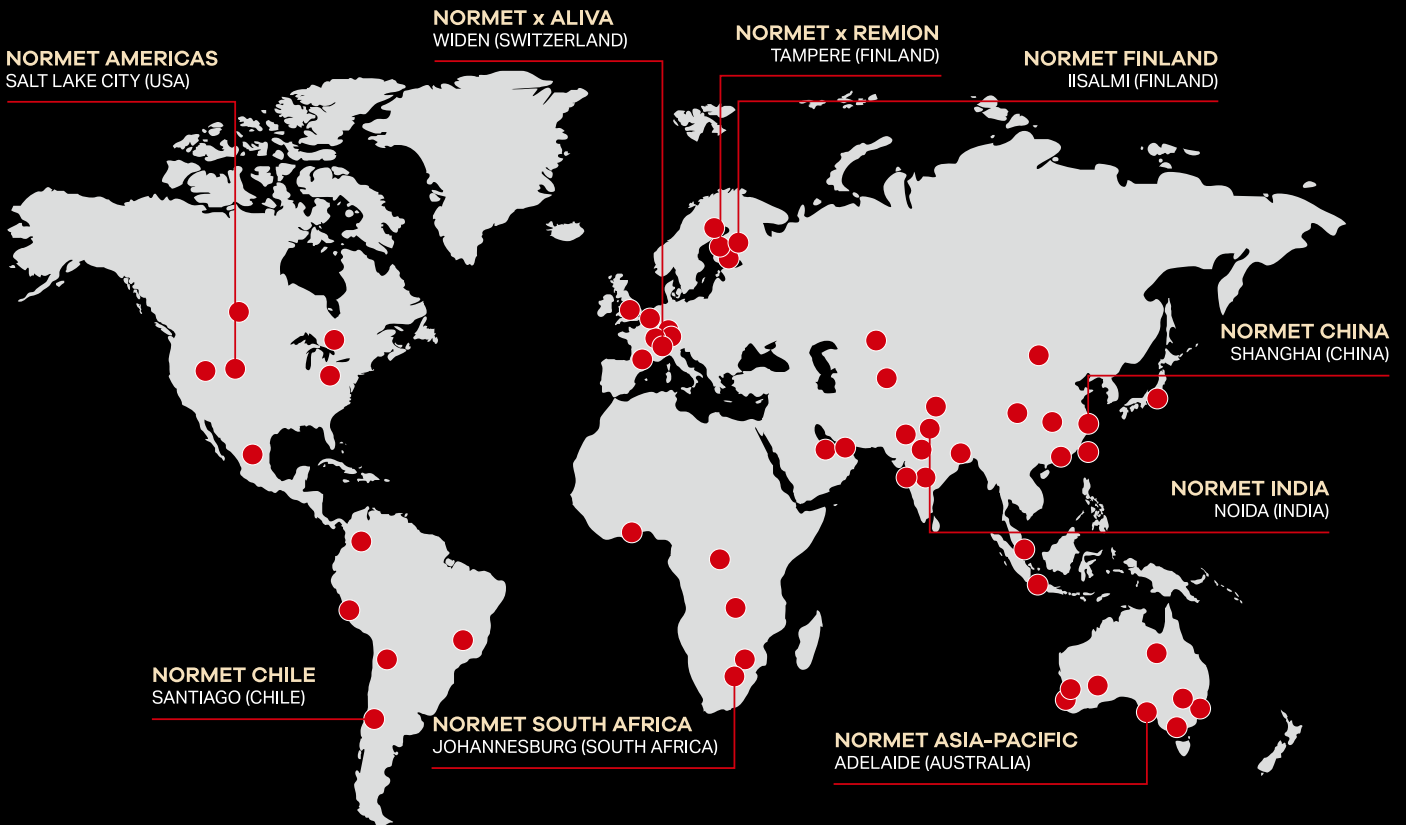 NORMET x ALIVA
WIDEN (SWITZERLAND)
NORMET x REMION
TAMPERE (FINLAND)
NORMET AMERICAS
SALT LAKE CITY (USA)
NORMET FINLAND
IISALMI (FINLAND)
NORMET CHINA
SHANGHAI (CHINA)
NORMET INDIA
NOIDA (INDIA)
NORMET CHILE
SANTIAGO (CHILE)
NORMET SOUTH AFRICA
JOHANNESBURG (SOUTH AFRICA)
NORMET ASIA-PACIFIC
ADELAIDE (AUSTRALIA)